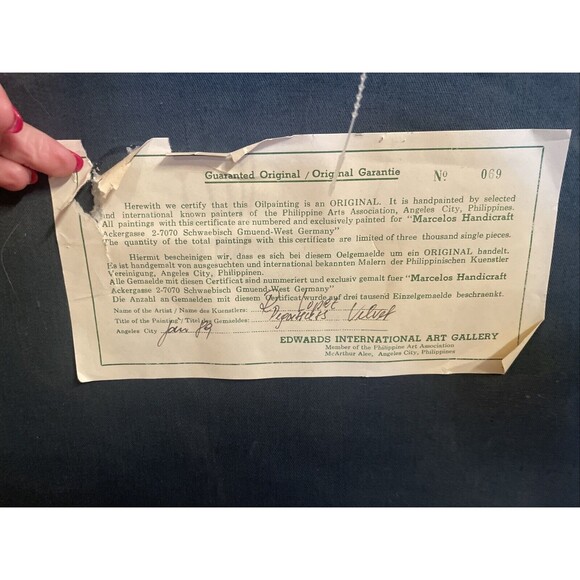 Guaranted Original / Original Garantie No 069
Herewith we certify that this Oilpainting is an ORIGINAL. It is handpainted by selected
and international known painters of the Philippine Arts Association, Angeles City, Philippines.
All paintings with this certificate are numbered and exclusively painted for "Marcelos Handicraft
Ackergasse 2-7070 Schwaebisch Gmuend-West Germany"
The quantity of the total paintings with this certificate are limited of three thousand single pieces.
Hiermit bescheinigen wir, dass es sich bei diesem Oelgemaelde um ein ORIGINAL handelt.
Es ist handgemalt von ausgesuchten und international bekannten Malern der Philippinischen Kuenstler
Vereinigung, Angeles City, Philippinen.
Alle Gemaelde mit diesen Certificat sind nummeriert und exclusiv gemalt fuer "Marcelos Handicraft
Ackergasse 2-7070 Schwaebisch Gmuend-West Germany"
Die Anzahl an Gemaelden mit diesem Certificat wurde auf drei tausend Einzelgemaelde beschraenkt.
Name of the Artist / Name des Kuenstlers: Lopez
Title of the Painting / Titel des Gemaeldes: Velvet
Angeles City
EDWARDS INTERNATIONAL ART GALLERY
Member of the Philippine Art Association
McArthur Alee, Angeles City, Philippines